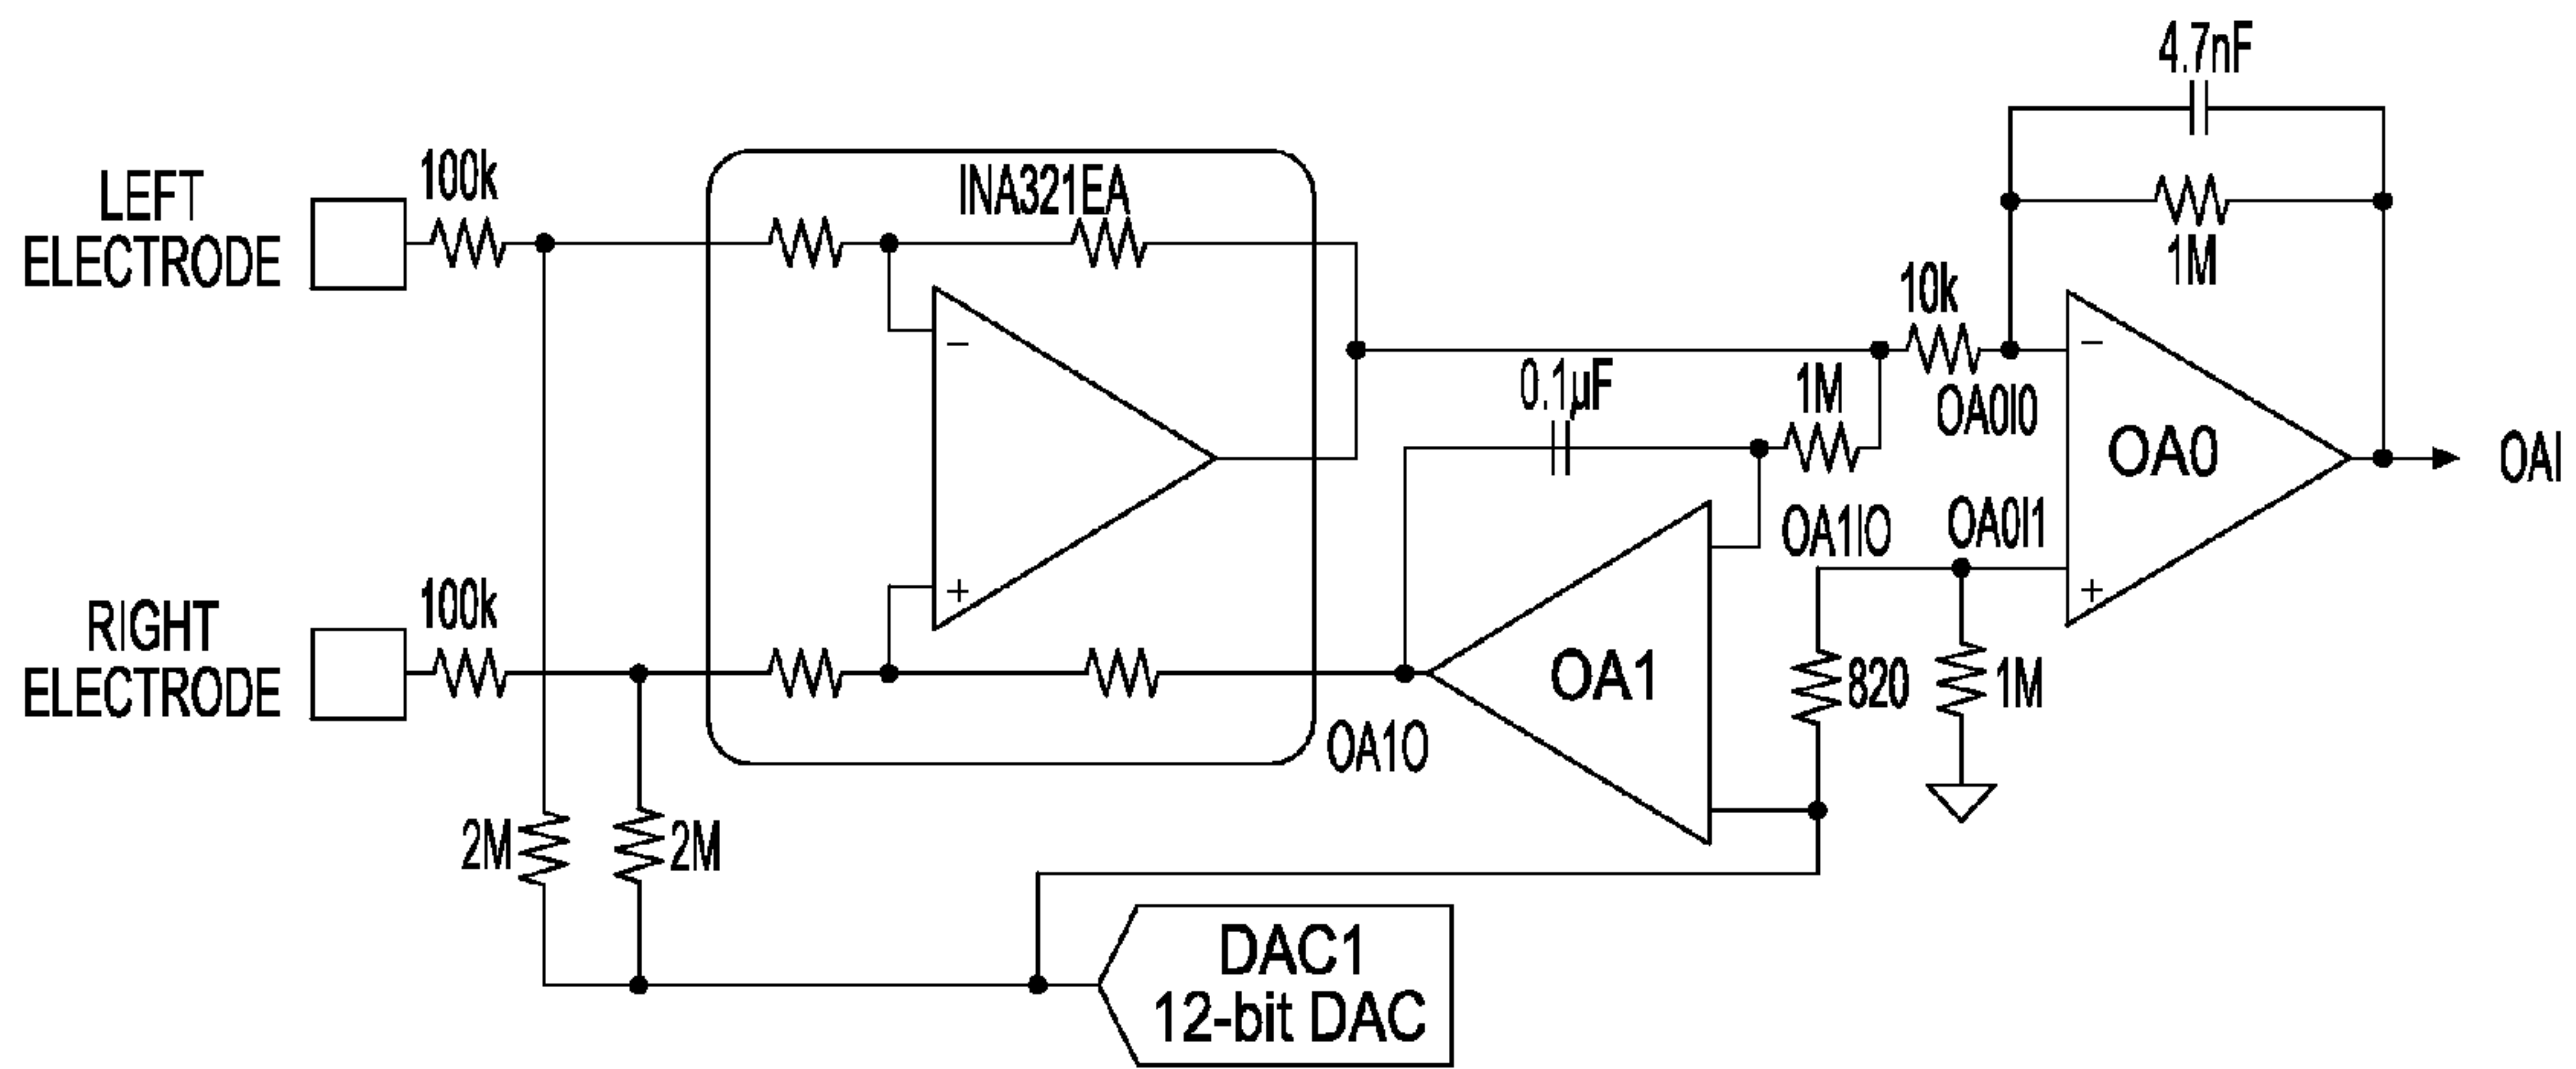 4.7nF
1M
LEFT
ELECTRODE
100k
INA321EA
−
+
10k
OA0I0
0.1µF
1M
−
OA0
+
OAI
OA1IO
OA0I1
RIGHT
ELECTRODE
100k
OA1
OA1O
820
1M
2M
2M
DAC1
12-bit DAC